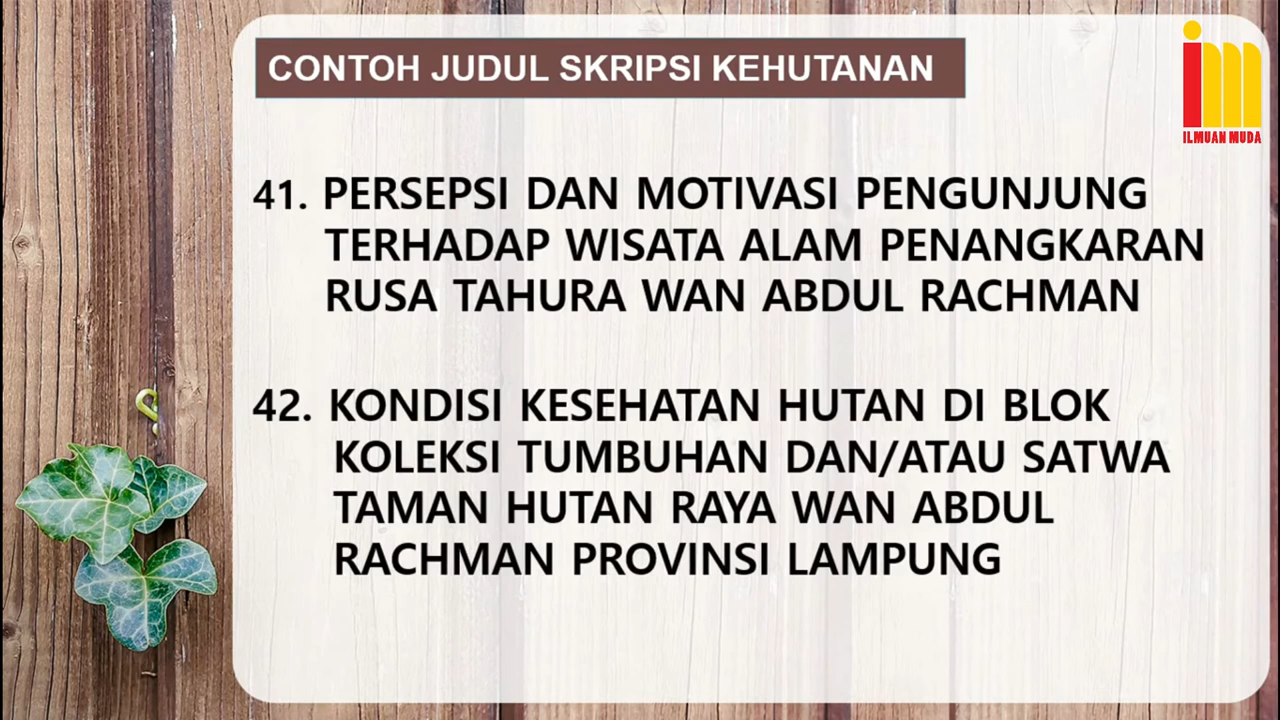 CONTOH JUDUL SKRIPSI KEHUTANAN
im
ILMUAN MUDA
41. PERSEPSI DAN MOTIVASI PENGUNJUNG
TERHADAP WISATA ALAM PENANGKARAN
RUSA TAHURA WAN ABDUL RACHMAN
42. KONDISI KESEHATAN HUTAN DI BLOK
KOLEKSI TUMBUHAN DAN/ATAU SATWA
TAMAN HUTAN RAYA WAN ABDUL
RACHMAN PROVINSI LAMPUNG